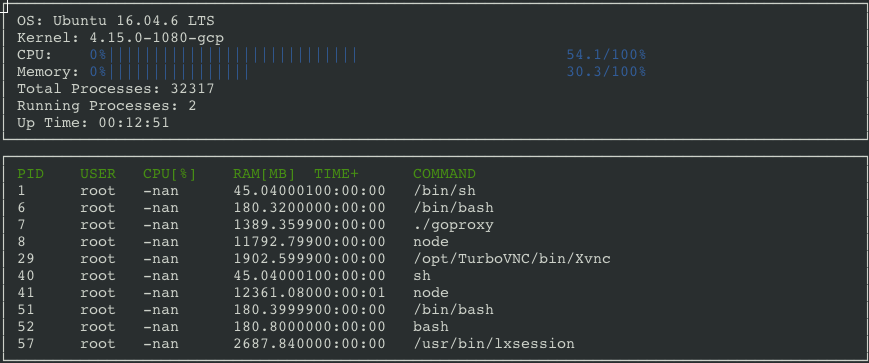 OS: Ubuntu 16.04.6 LTS
Kernel: 4.15.0-1080-gcp
CPU: 0%|||||||||||||||||||||||||||| 54.1/100%
Memory: 0%|||||||||||||||| 30.3/100%
Total Processes: 32317
Running Processes: 2
Up Time: 00:12:51
PID USER CPU[%] RAM[MB] TIME+ COMMAND
1 root -nan 45.04000100:00:00 /bin/sh
6 root -nan 180.3200000:00:00 /bin/bash
7 root -nan 1389.359900:00:00 ./goproxy
8 root -nan 11792.79900:00:00 node
29 root -nan 1902.599900:00:00 /opt/TurboVNC/bin/Xvnc
40 root -nan 45.04000100:00:00 sh
41 root -nan 12361.08000:00:01 node
51 root -nan 180.3999900:00:00 /bin/bash
52 root -nan 180.8000000:00:00 bash
57 root -nan 2687.840000:00:00 /usr/bin/lxsession